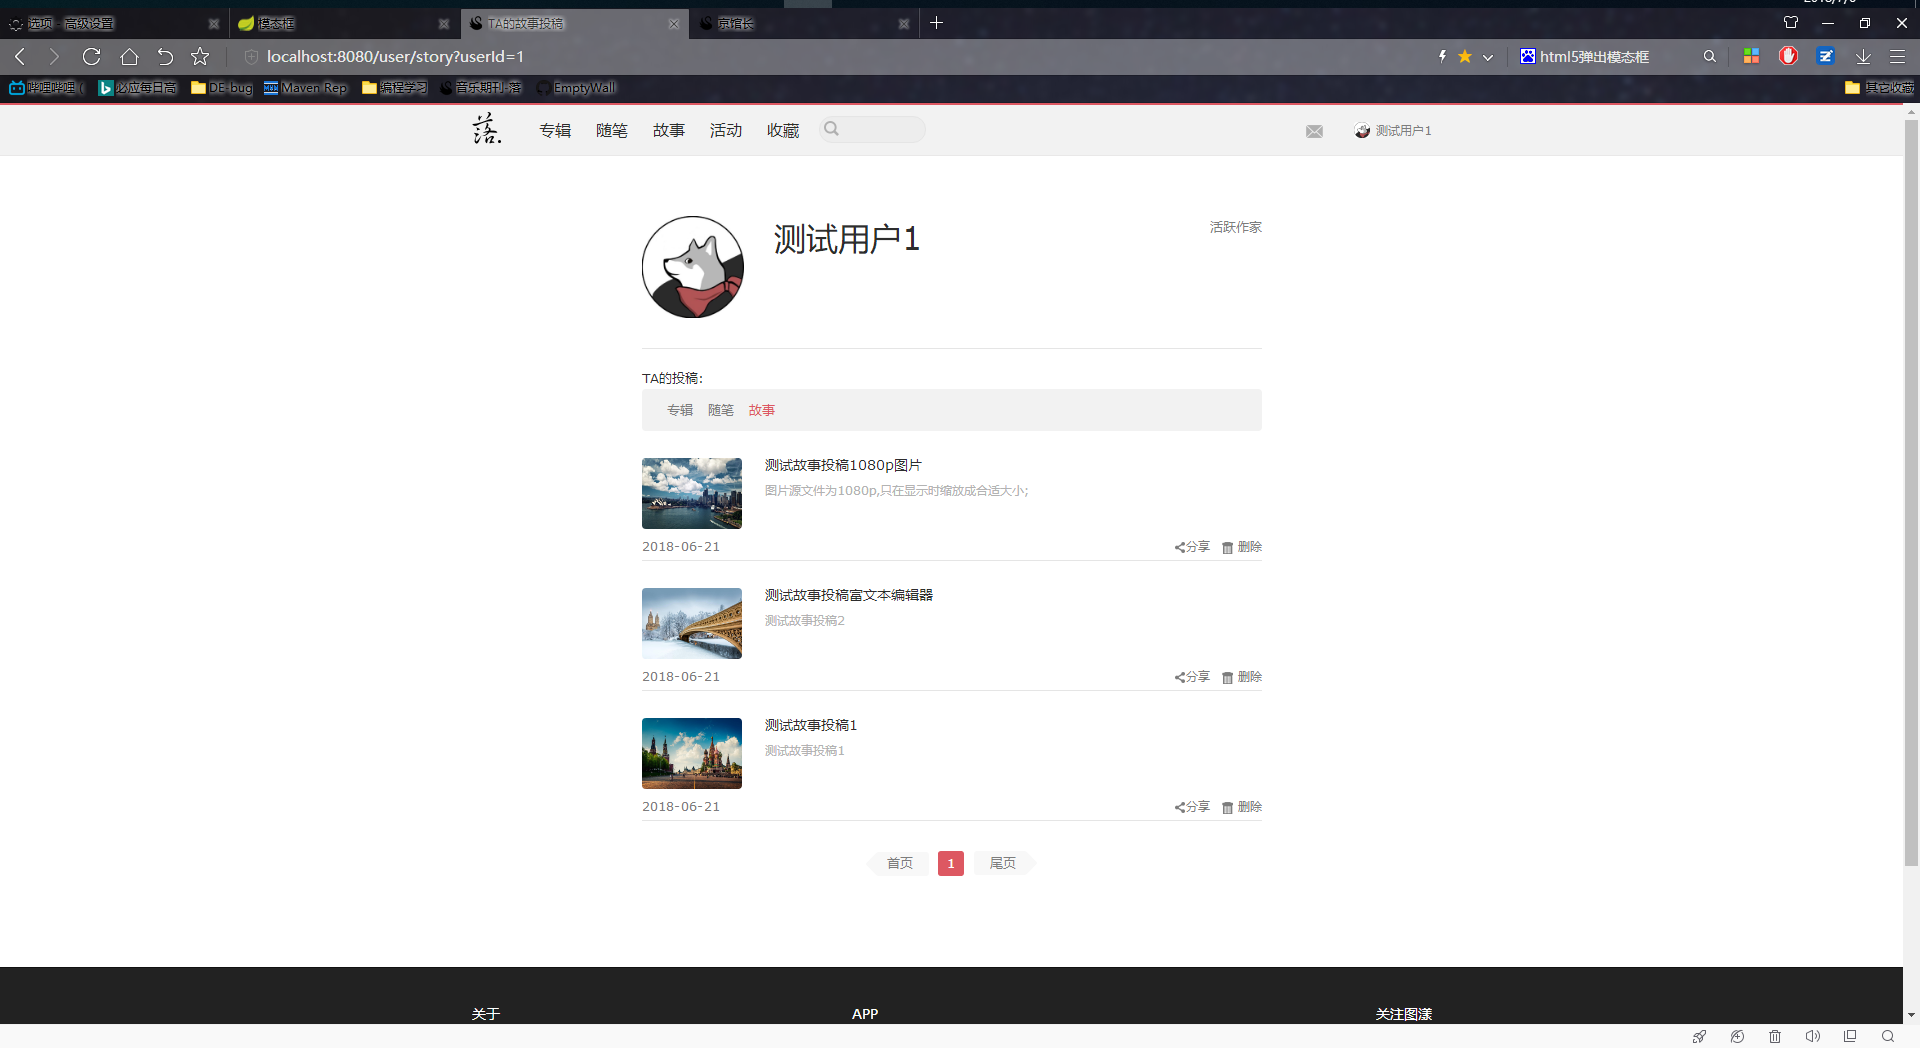 选项 - 高级设置
模态框
TA的故事投稿
京馆长
localhost:8080/user/story?userId=1
html5弹出模态框
哔哩哔哩 (
必应每日高
DE-bug
Maven Rep
编程学习
音乐期刊-落
EmptyWall
其它收藏
落.
专辑 随笔 故事 活动 收藏
测试用户1
测试用户1
活跃作家
TA的投稿:
专辑 随笔 故事
测试故事投稿1080p图片
图片源文件为1080p,只在显示时缩放成合适大小;
2018-06-21
分享 删除
测试故事投稿富文本编辑器
测试故事投稿2
2018-06-21
分享 删除
测试故事投稿1
测试故事投稿1
2018-06-21
分享 删除
首页 1 尾页
关于
APP
关注图漾